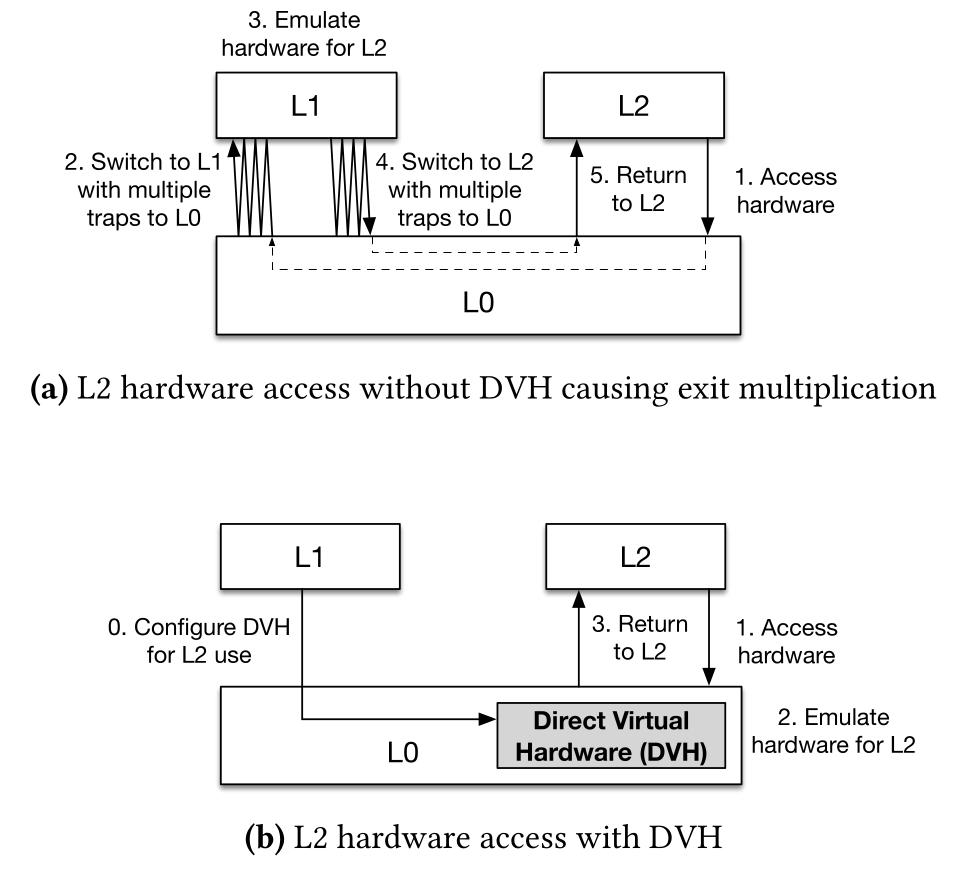 3. Emulate
hardware for L2
L1
L2
2. Switch to L1
with multiple
traps to L0
4. Switch to L2
with multiple
traps to L0
5. Return
to L2
1. Access
hardware
L0
(a) L2 hardware access without DVH causing exit multiplication
L1
L2
0. Configure DVH
for L2 use
3. Return
to L2
1. Access
hardware
L0
Direct Virtual
Hardware (DVH)
2. Emulate
hardware for L2
(b) L2 hardware access with DVH